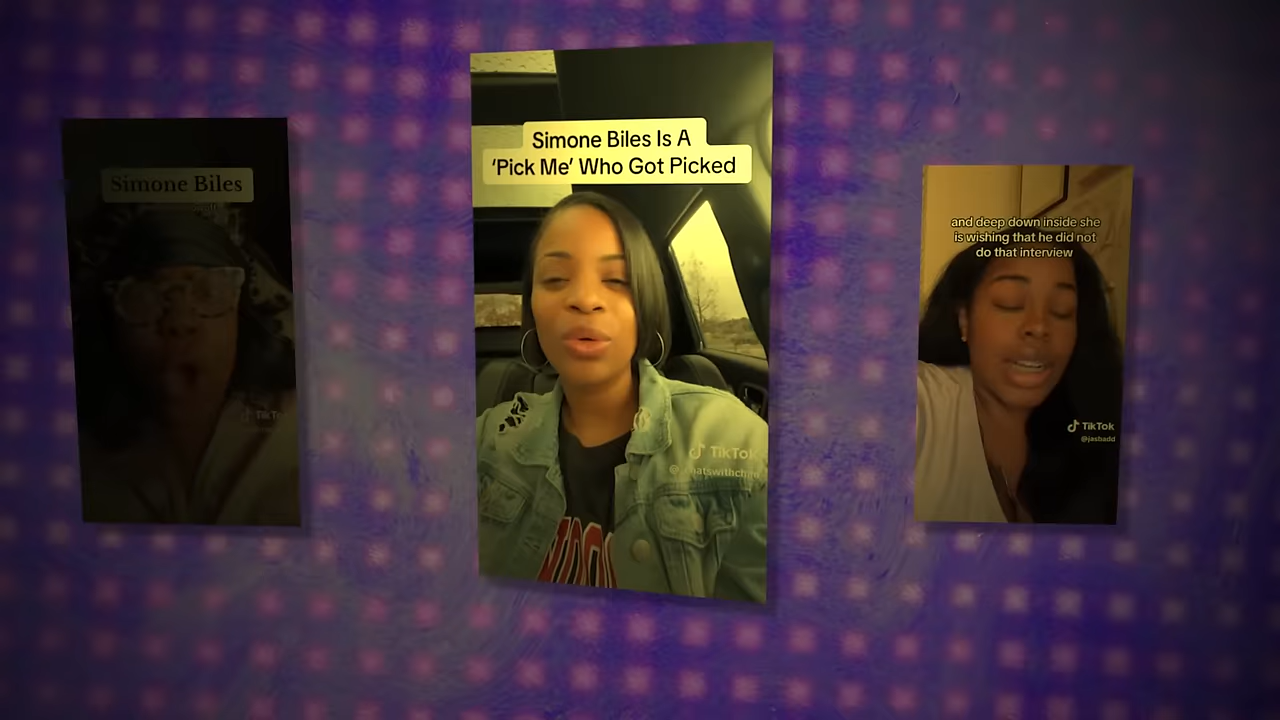 Simone Biles
TikTok
Simone Biles Is A
‘Pick Me’ Who Got Picked
TikTok
and deep down inside she
is wishing that he did not
do that interview
TikTok
@jasbadd